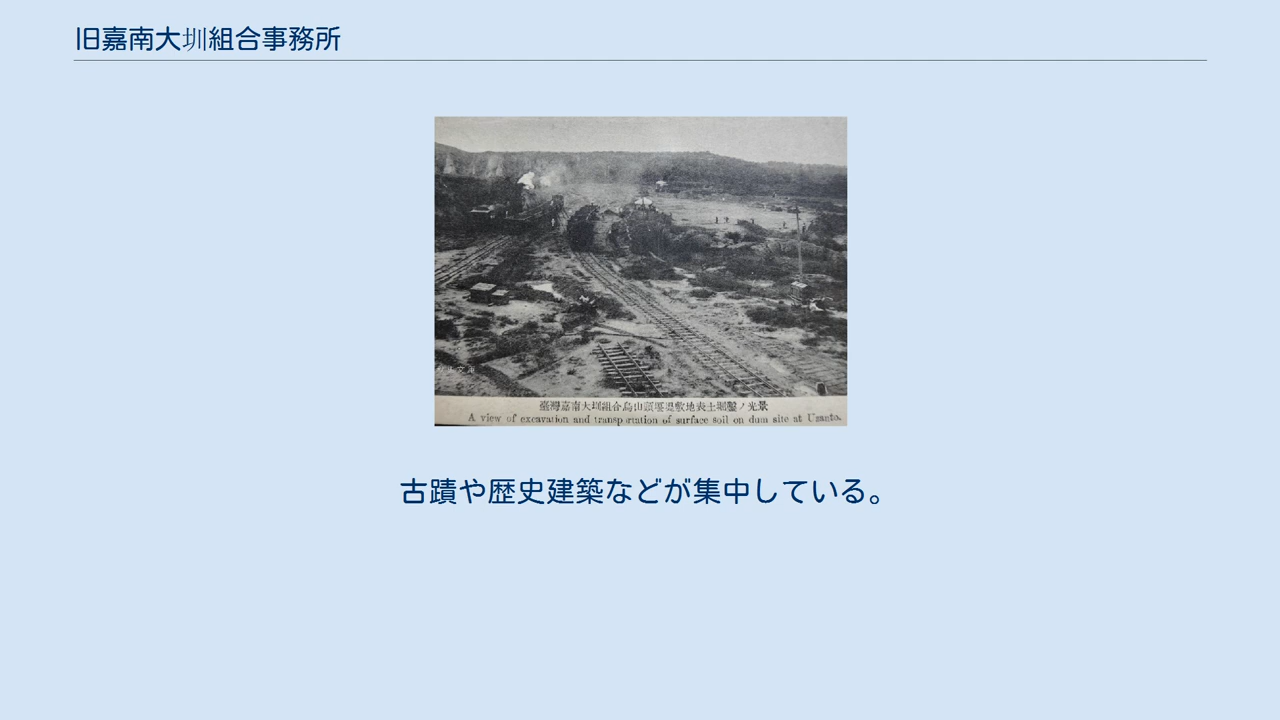 旧嘉南大圳組合事務所
臺灣嘉南大圳組合烏山頭堰堤敷地表土堀鑿ノ光景
A view of excavation and transportation of surface soil on dum site at Usanto.
古蹟や歴史建築などが集中している。